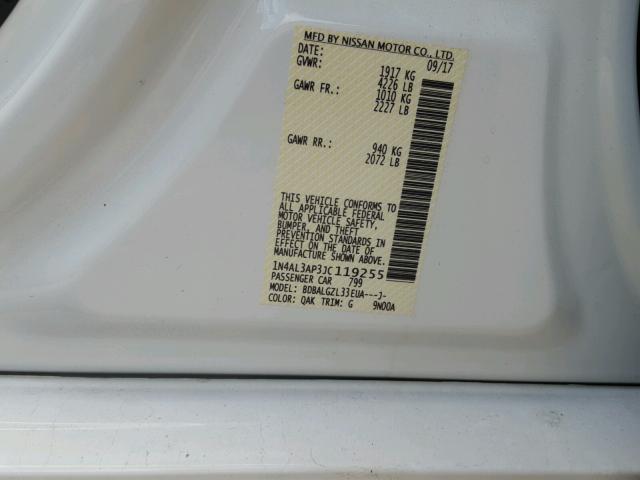 MFD BY NISSAN MOTOR CO., LTD.
DATE: 09/17
GVWR: 1917 KG
4226 LB
GAWR FR.: 1010 KG
2227 LB
GAWR RR.: 940 KG
2072 LB
THIS VEHICLE CONFORMS TO
ALL APPLICABLE FEDERAL
MOTOR VEHICLE SAFETY,
BUMPER, AND THEFT
PREVENTION STANDARDS IN
EFFECT ON THE DATE OF
MANUFACTURE SHOWN ABOVE.
1N4AL3AP3JC119255
PASSENGER CAR 799
MODEL: BDBALGZL33EUA---J-
COLOR: QAK TRIM: G 9N00A